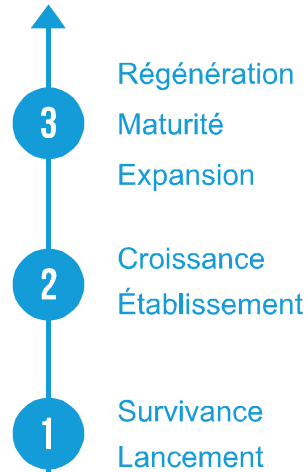 Régénération
3 Maturité
Expansion
2 Croissance
Établissement
1 Survivance
Lancement